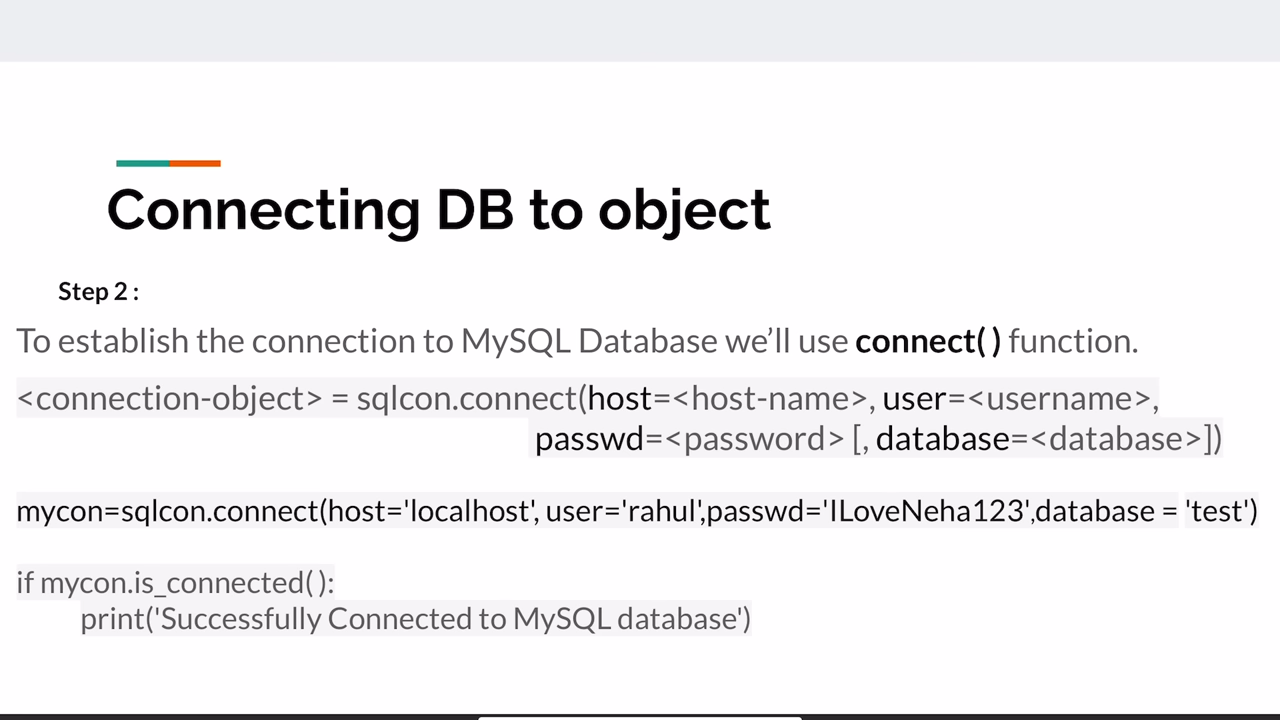 Connecting DB to object
Step 2 :
To establish the connection to MySQL Database we’ll use connect( ) function.
<connection-object> = sqlcon.connect(host=<host-name>, user=<username>,
passwd=<password> [, database=<database>])
mycon=sqlcon.connect(host='localhost', user='rahul',passwd='ILoveNeha123',database = 'test')
if mycon.is_connected( ):
print('Successfully Connected to MySQL database')